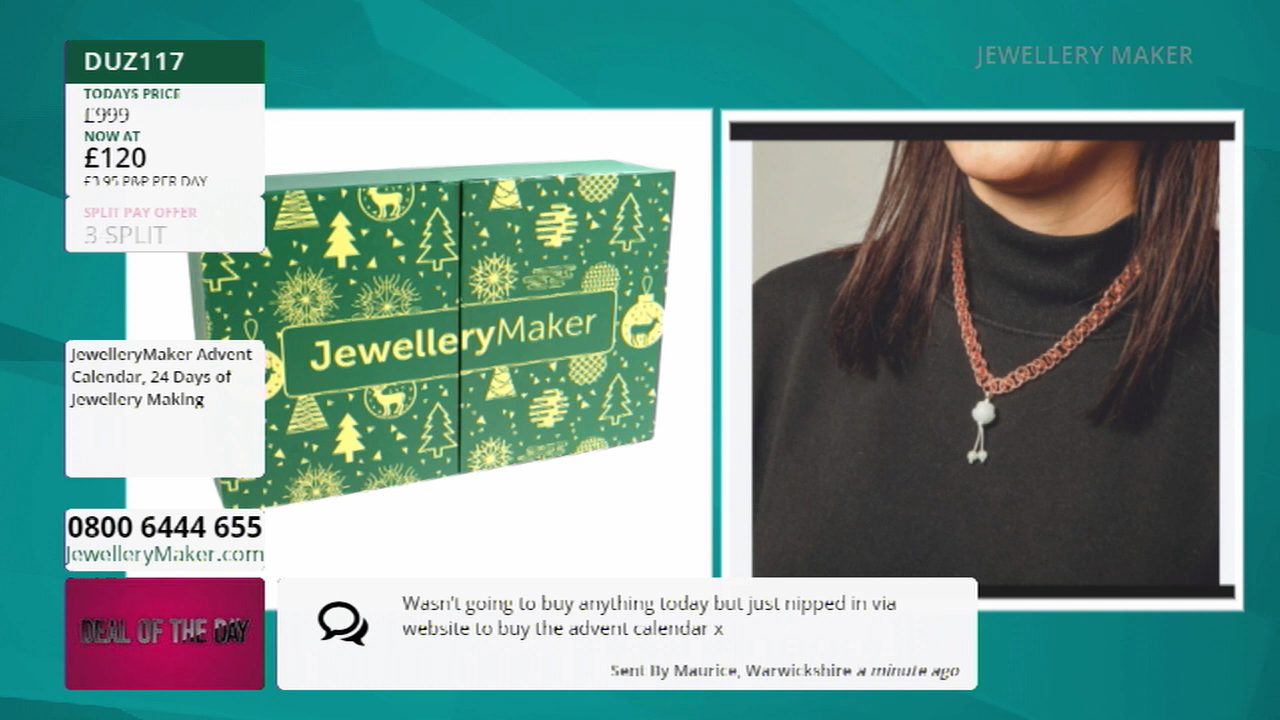 DUZ117
TODAYS PRICE
£999
NOW AT
£120
£3.95 P&P PER DAY
SPLIT PAY OFFER
3 SPLIT
JEWELLERY MAKER
JewelleryMaker
JewelleryMaker Advent
Calendar, 24 Days of
Jewellery Making
0800 6444 655
JewelleryMaker.com
DEAL OF THE DAY
Wasn't going to buy anything today but just nipped in via
website to buy the advent calendar x
Sent By Maurice, Warwickshire a minute ago